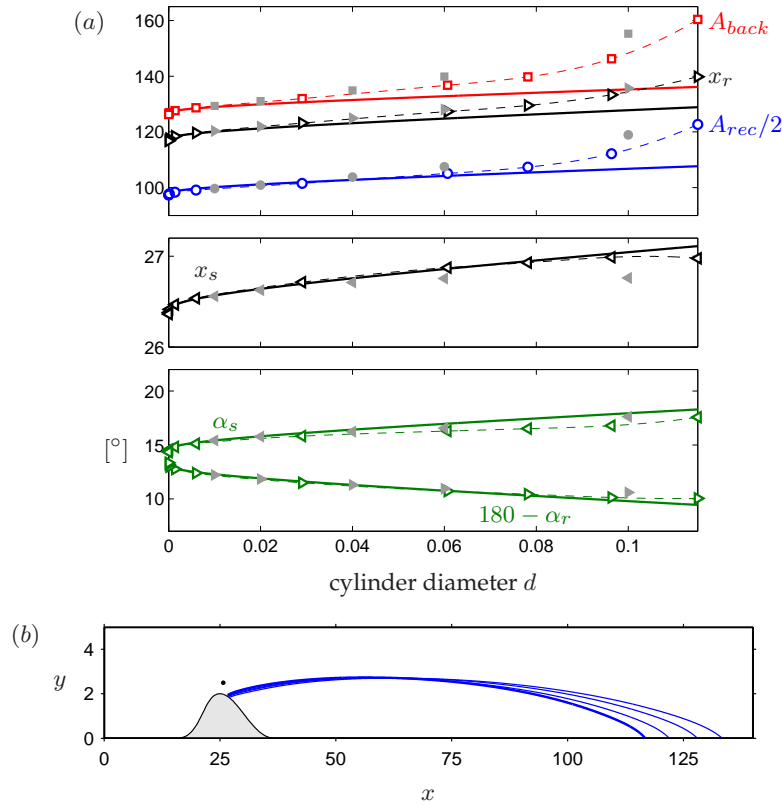 (a)
160
140
120
100
A_back
x_r
A_rec/2
27
26
x_s
20
15
10
[°]
α_s
180 − α_r
0 0.02 0.04 0.06 0.08 0.1
cylinder diameter d
(b)
4
2
0
y
0 25 50 75 100 125
x